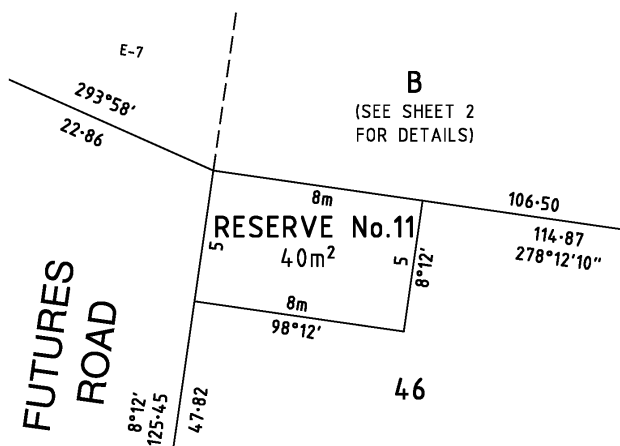 E-7
293°58'
22·86
B
(SEE SHEET 2
FOR DETAILS)
8m
106·50
114·87
278°12'10"
RESERVE No.11
40m²
5
5
8°12'
8m
98°12'
FUTURES
ROAD
8°12'
125·45
47·82
46